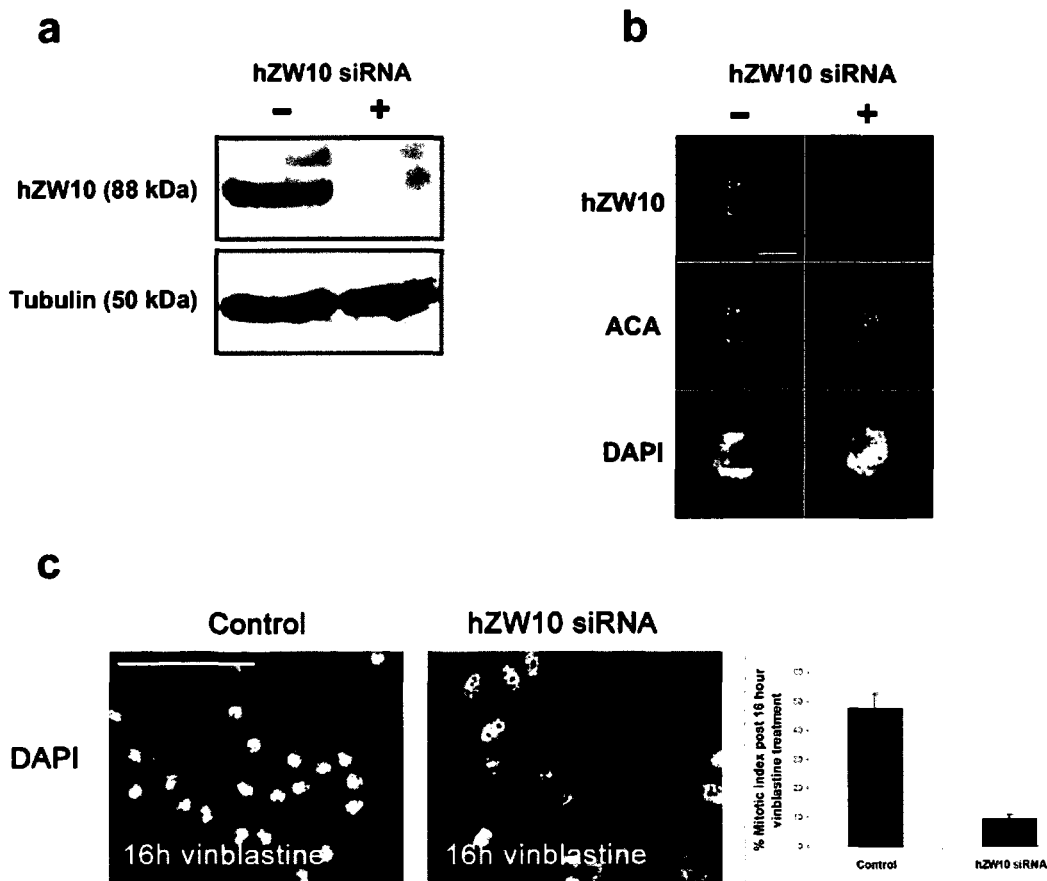 a
hZW10 siRNA
- +
hZW10 (88 kDa)
Tubulin (50 kDa)
b
hZW10 siRNA
- +
hZW10
ACA
DAPI
c
Control
hZW10 siRNA
DAPI
16h vinblastine
16h vinblastine
% Mitotic index post 16 hour
vinblastine treatment
Control
hZW10 siRNA